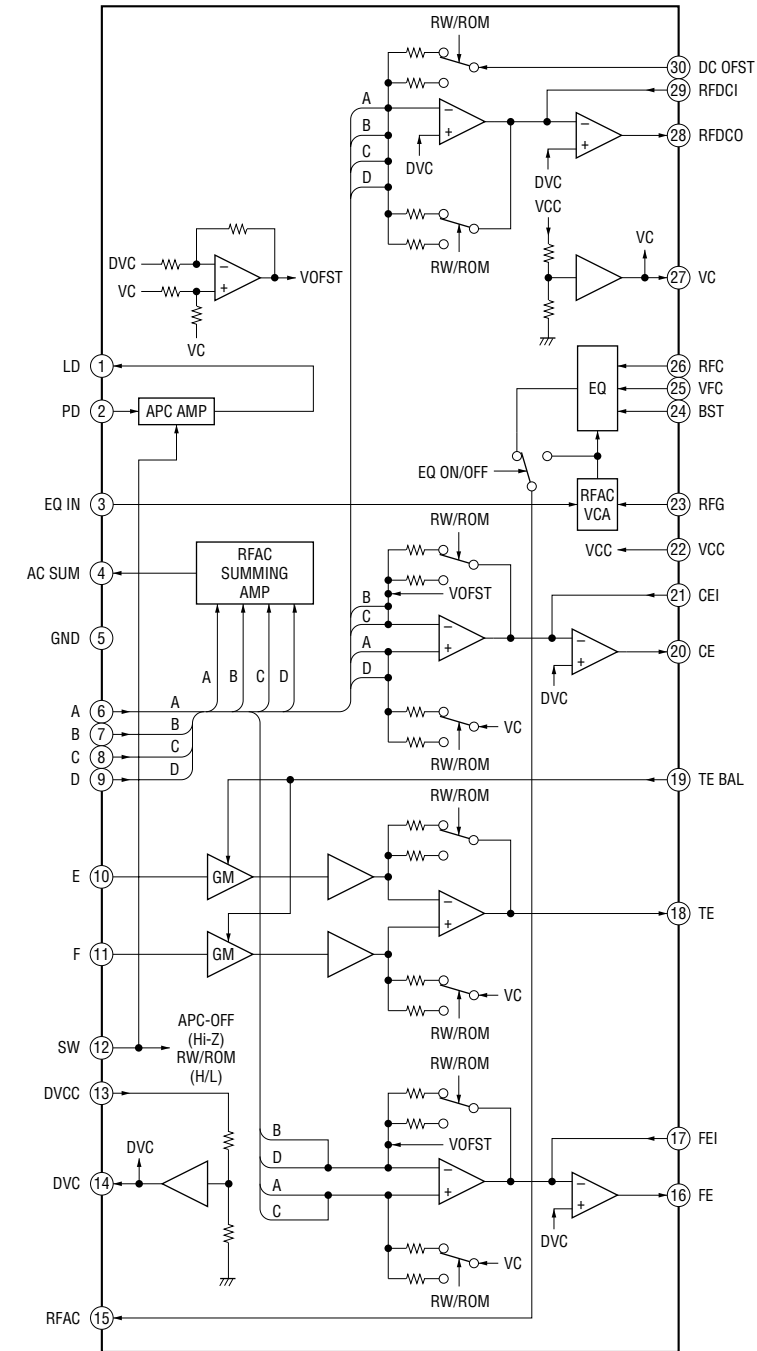 RW/ROM
30 DC OFST
29 RFDCI
A
−
B
+
−
28 RFDCO
C
DVC
+
D
DVC
VCC
VC
DVC
−
VOFST
RW/ROM
27 VC
VC
+
VC
LD 1
26 RFC
EQ
25 VFC
PD 2
APC AMP
24 BST
EQ ON/OFF
EQ IN 3
RFAC
VCA
23 RFG
RW/ROM
VCC
22 VCC
AC SUM 4
RFAC
SUMMING
AMP
VOFST
21 CEI
B
C
−
GND 5
A
+
−
20 CE
+
A B C D
D
DVC
A 6
A
VC
B 7
B
C 8
C
RW/ROM
D 9
D
19 TE BAL
RW/ROM
E 10
GM
−
18 TE
+
F 11
GM
VC
RW/ROM
SW 12
APC-OFF
(Hi-Z)
RW/ROM
(H/L)
RW/ROM
DVCC 13
17 FEI
B
VOFST
DVC
D
−
DVC 14
A
+
−
16 FE
C
+
DVC
VC
RW/ROM
RFAC 15